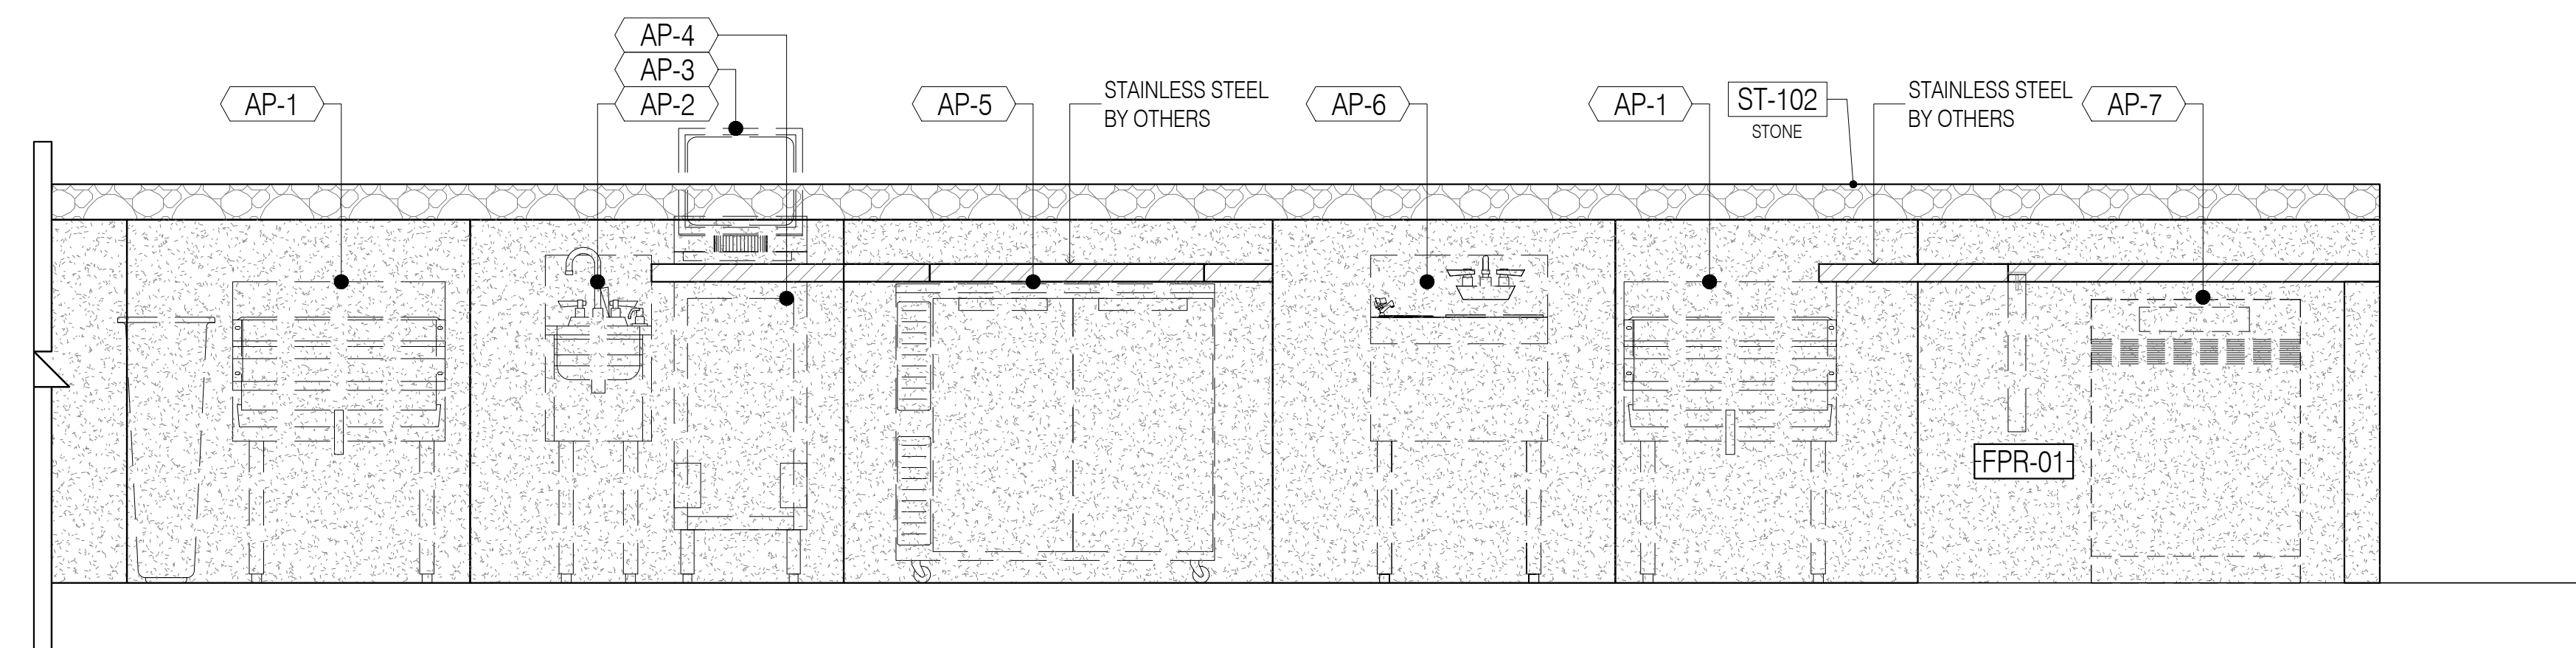 AP-4
AP-3
AP-2
AP-1
AP-5
STAINLESS STEEL
BY OTHERS
AP-6
AP-1
ST-102
STONE
STAINLESS STEEL
BY OTHERS
AP-7
FPR-01